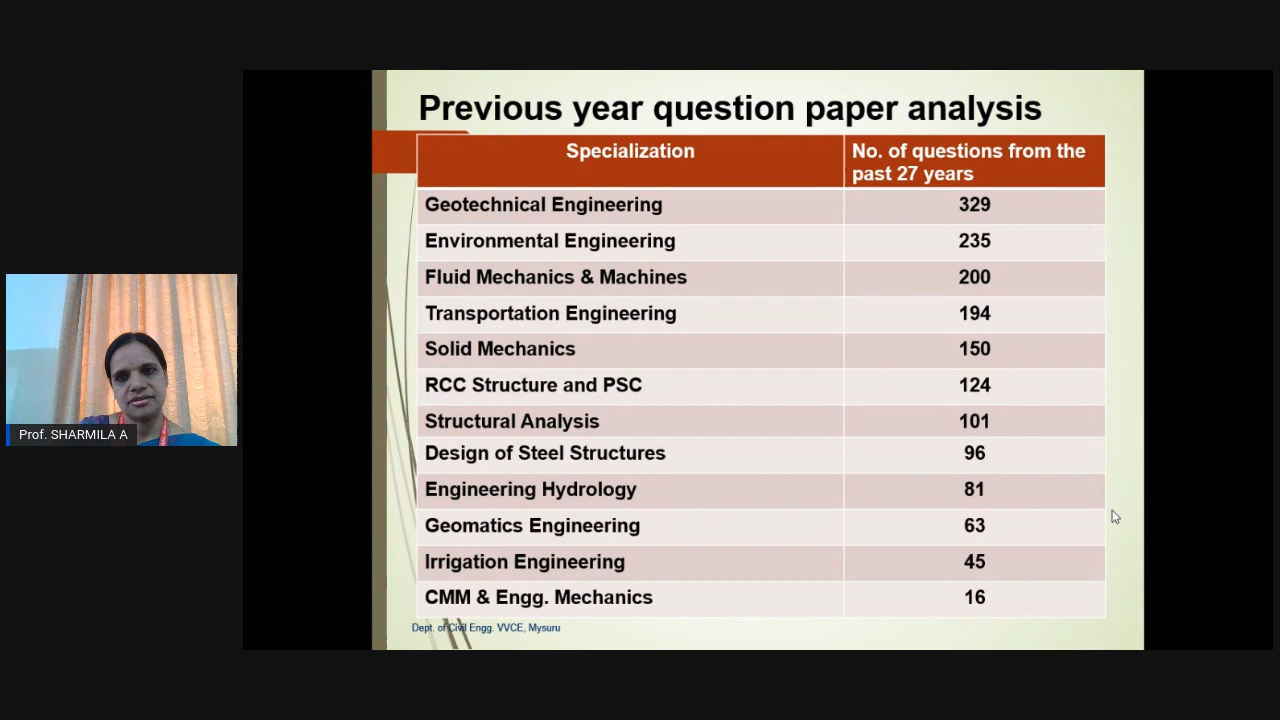 Previous year question paper analysis
Specialization
No. of questions from the
past 27 years
Geotechnical Engineering 329
Environmental Engineering 235
Fluid Mechanics & Machines 200
Transportation Engineering 194
Solid Mechanics 150
RCC Structure and PSC 124
Structural Analysis 101
Design of Steel Structures 96
Engineering Hydrology 81
Geomatics Engineering 63
Irrigation Engineering 45
CMM & Engg. Mechanics 16
Dept. of Civil Engg. VVCE, Mysuru
Prof. SHARMILA A